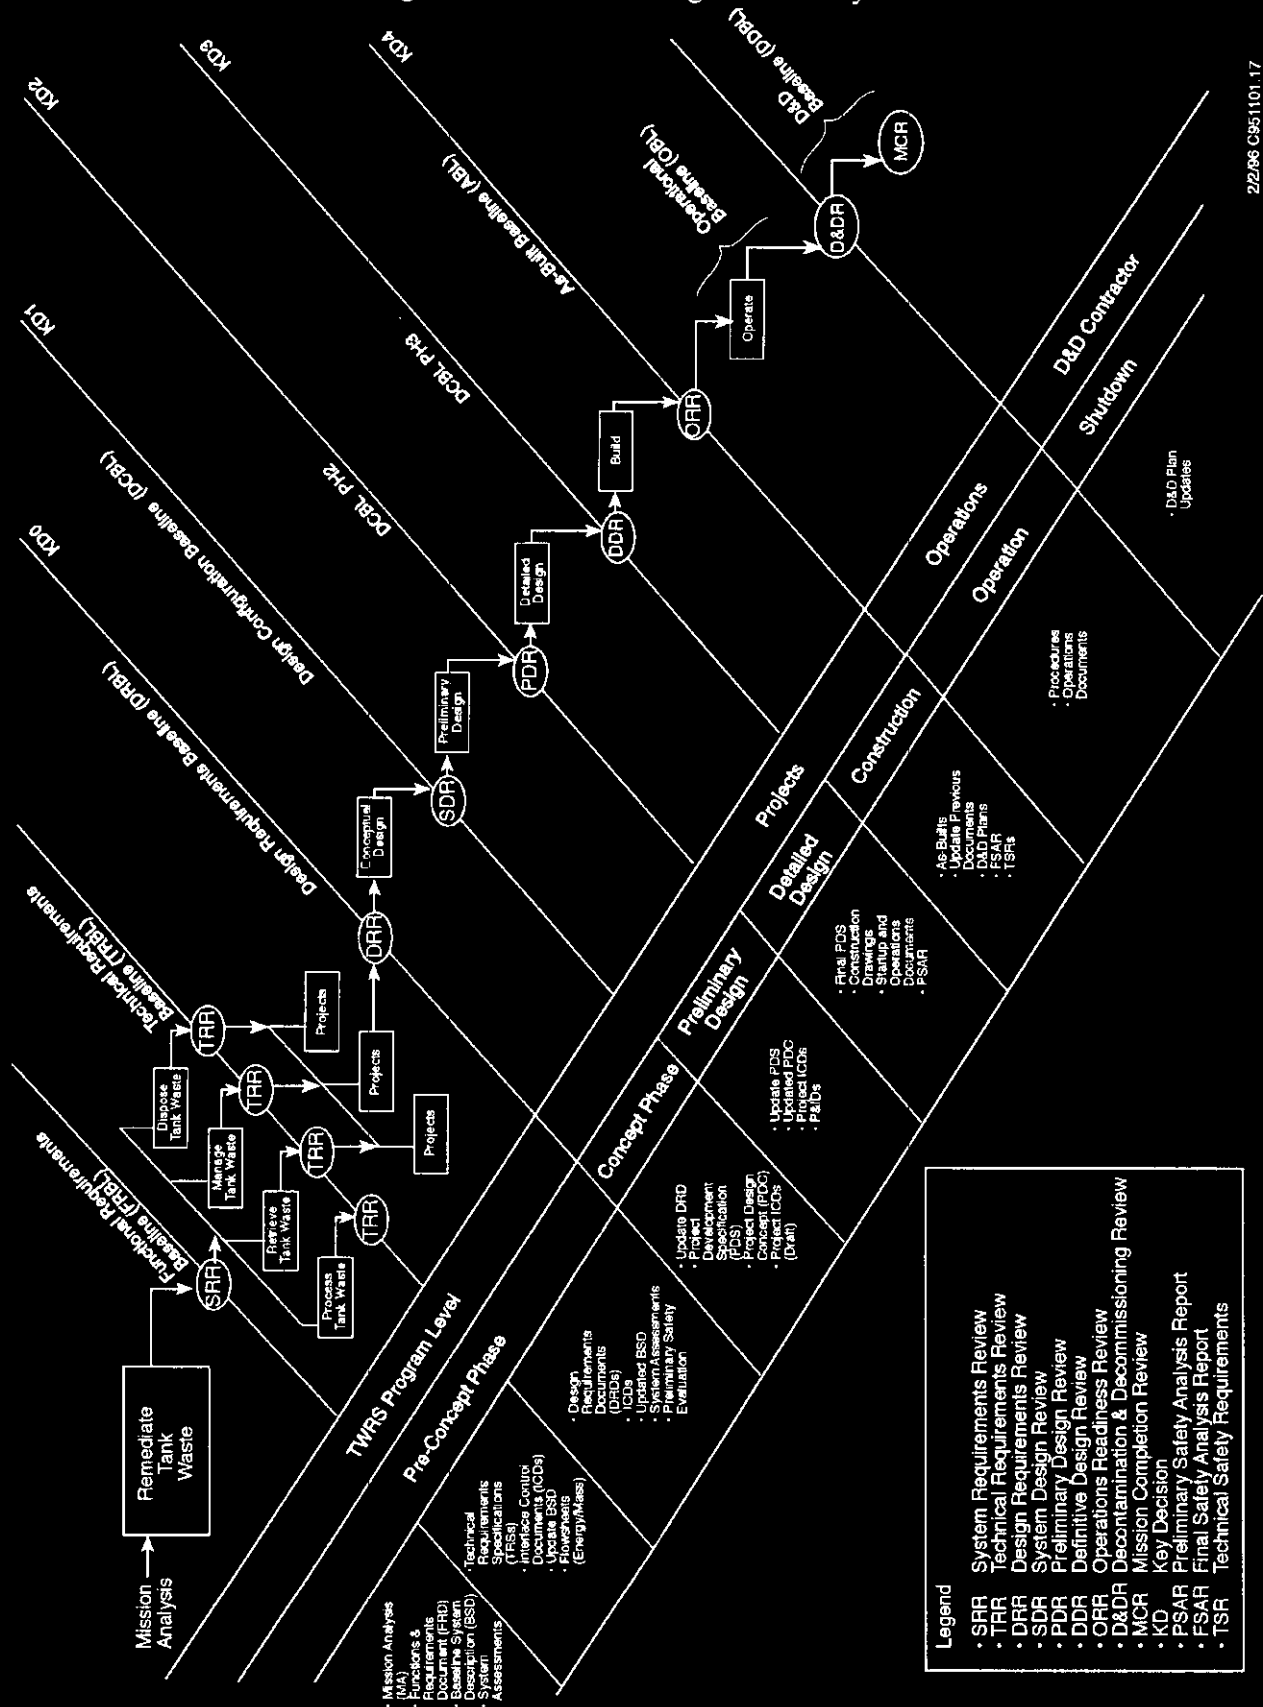 Mission
Analysis
Remediate
Tank
Waste
SRR
Functional Requirements
Baseline (FRBL)
Process
Tank Waste
Retrieve
Tank Waste
Manage
Tank Waste
Dispose
Tank Waste
TRR
TRR
TRR
TRR
Technical Requirements
Baseline (TRBL)
Projects
Projects
Projects
DRR
Design Requirements Baseline (DRBL)
KD0
Conceptual
Design
SDR
Design Configuration Baseline (DCBL)
KD1
Preliminary
Design
PDR
DCBL PH2
KD2
Detailed
Design
DDR
DCBL PH3
KD3
Build
ORR
As-Built Baseline (ABL)
KD4
Operate
Operational
Baseline (OBL)
D&DR
D&D
Baseline (DDBL)
MCR
TWRS Program Level
Projects
Operations
D&D Contractor
Pre-Concept Phase
Concept Phase
Preliminary
Design
Detailed
Design
Construction
Operation
Shutdown
• Mission Analysis
(MA)
• Functions &
Requirements
Document (FRD)
• Baseline System
Description (BSD)
• System
Assessments
• Technical
Requirements
Specifications
(TRSs)
• Interface Control
Documents (ICDs)
• Update BSD
• Flowsheets
(Energy/Mass)
• Design
Requirements
Documents
(DRDs)
• ICDs
• Updated BSD
• System Assessments
• Preliminary Safety
Evaluation
• Update DRD
• Project
Development
Specification
(PDS)
• Project Design
Concept (PDC)
• Project ICDs
(Draft)
• Update PDS
• Updated PDC
• Project ICDs
• P&IDs
• Final PDS
• Construction
Drawings
• Startup and
Operations
Documents
• PSAR
• As-Builts
• Update Previous
Documents
• D&D Plans
• FSAR
• TSRs
• Procedures
• Operations
Documents
• D&D Plan
Updates
Legend
• SRR System Requirements Review
• TRR Technical Requirements Review
• DRR Design Requirements Review
• SDR System Design Review
• PDR Preliminary Design Review
• DDR Definitive Design Review
• ORR Operations Readiness Review
• D&DR Decontamination & Decommissioning Review
• MCR Mission Completion Review
• KD Key Decision
• PSAR Preliminary Safety Analysis Report
• FSAR Final Safety Analysis Report
• TSR Technical Safety Requirements
2/2/96 C951101.17